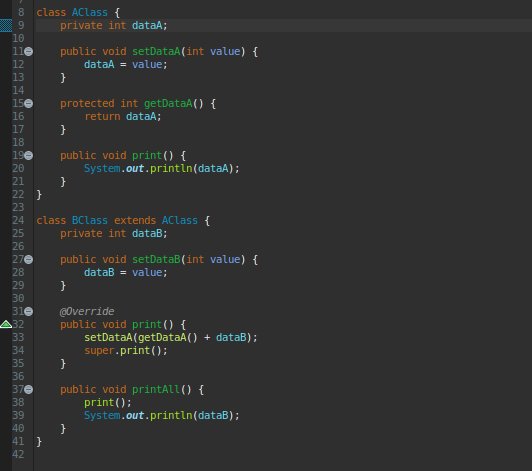 8 class AClass {
9     private int dataA;
10
11     public void setDataA(int value) {
12         dataA = value;
13     }
14
15     protected int getDataA() {
16         return dataA;
17     }
18
19     public void print() {
20         System.out.println(dataA);
21     }
22 }
23
24 class BClass extends AClass {
25     private int dataB;
26
27     public void setDataB(int value) {
28         dataB = value;
29     }
30
31     @Override
32     public void print() {
33         setDataA(getDataA() + dataB);
34         super.print();
35     }
36
37     public void printAll() {
38         print();
39         System.out.println(dataB);
40     }
41 }
42